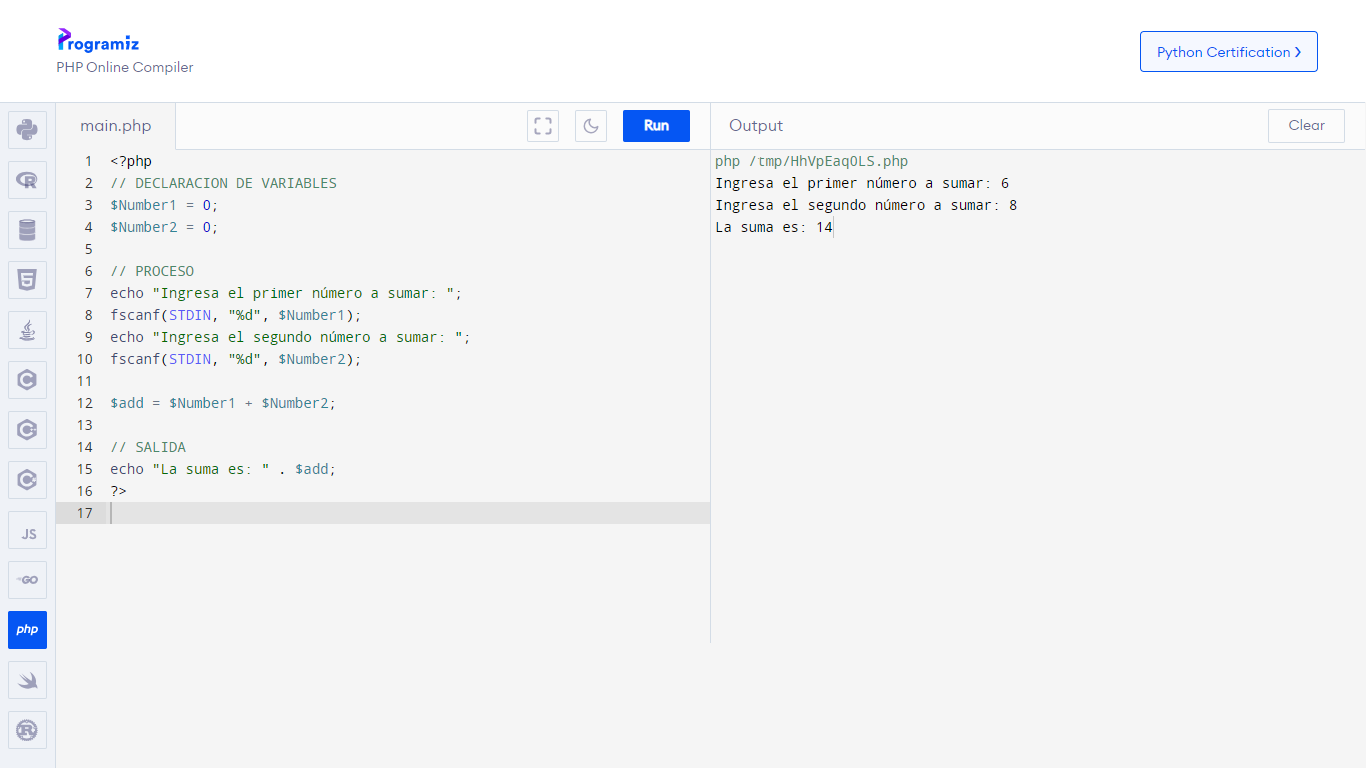 Programiz
PHP Online Compiler
Python Certification
main.php
Run
Output
Clear
1 <?php
2 // DECLARACION DE VARIABLES
3 $Number1 = 0;
4 $Number2 = 0;
5
6 // PROCESO
7 echo "Ingresa el primer número a sumar: ";
8 fscanf(STDIN, "%d", $Number1);
9 echo "Ingresa el segundo número a sumar: ";
10 fscanf(STDIN, "%d", $Number2);
11
12 $add = $Number1 + $Number2;
13
14 // SALIDA
15 echo "La suma es: " . $add;
16 ?>
17
php /tmp/HhVpEaq0LS.php
Ingresa el primer número a sumar: 6
Ingresa el segundo número a sumar: 8
La suma es: 14
R
5
C
C
C
JS
GO
php
R